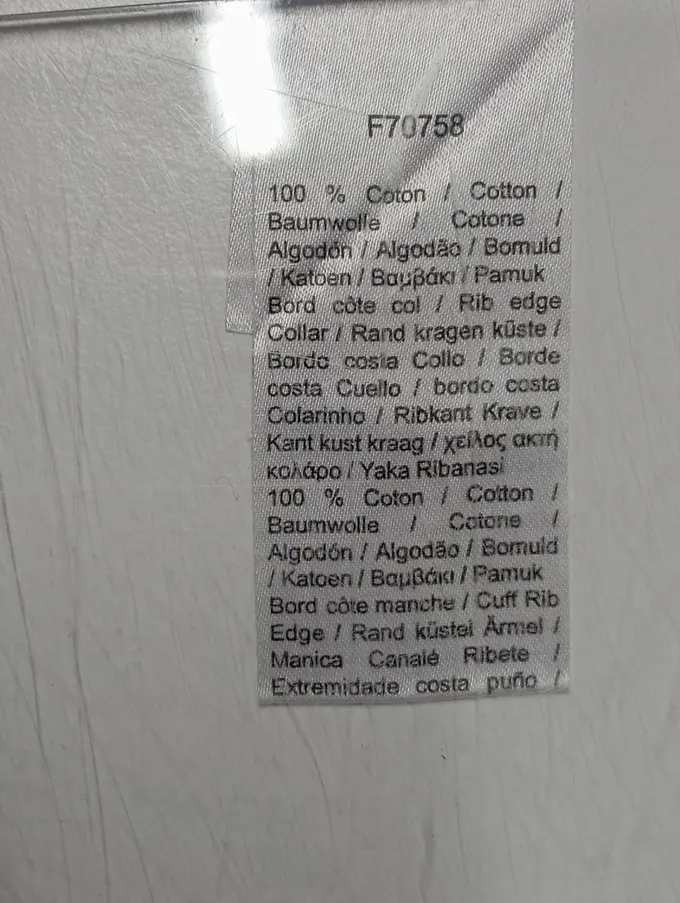 F70758
100 % Coton / Cotton /
Baumwolle / Cotone /
Algodón / Algodão / Bomuld
/ Katoen / Βαμβάκι / Pamuk
Bord côte col / Rib edge
Collar / Rand kragen küste /
Bordo costa Collo / Borde
costa Cuello / bordo costa
Colarinho / Ribkant Krave /
Kant kust kraag / χείλος ακτή
κολάρο / Yaka Ribanasi
100 % Coton / Cotton /
Baumwolle / Cotone /
Algodón / Algodão / Bomuld
/ Katoen / Βαμβάκι / Pamuk
Bord côte manche / Cuff Rib
Edge / Rand küstel Ärmel /
Manica Canalé Ribete /
Extremidade costa puño /